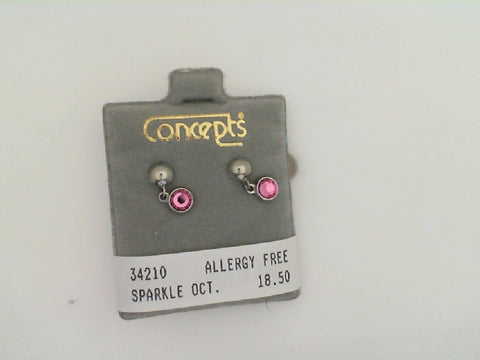 Concepts
34210 ALLERGY FREE
SPARKLE OCT. 18.50